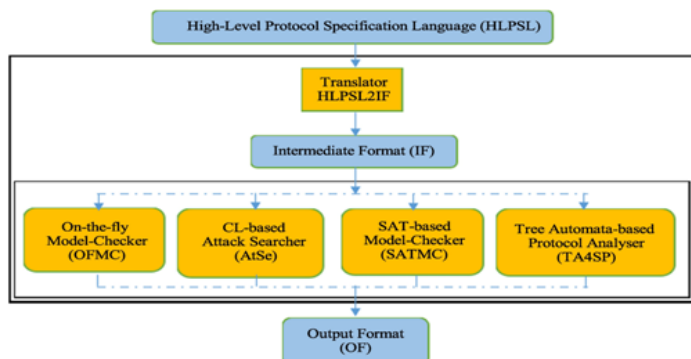 High-Level Protocol Specification Language (HLPSL)
Translator
HLPSL2IF
Intermediate Format (IF)
On-the-fly
Model-Checker
(OFMC)
CL-based
Attack Searcher
(AtSe)
SAT-based
Model-Checker
(SATMC)
Tree Automata-based
Protocol Analyser
(TA4SP)
Output Format
(OF)